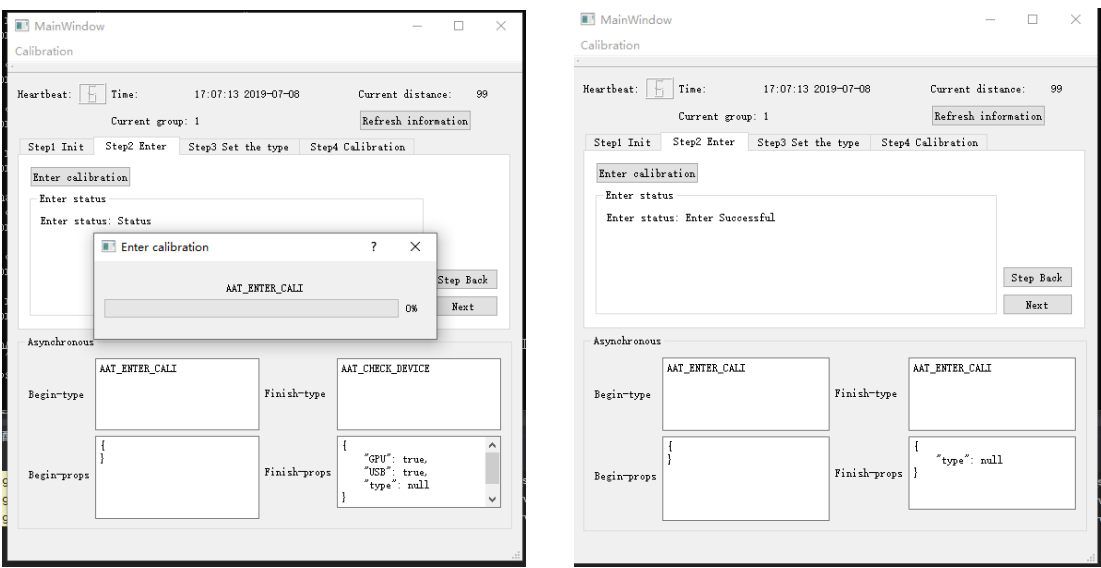 MainWindow
Calibration
Heartbeat: 6 Time: 17:07:13 2019-07-08 Current distance: 99
Current group: 1 Refresh information
Step1 Init Step2 Enter Step3 Set the type Step4 Calibration
Enter calibration
Enter status
Enter status: Status
Enter calibration ?
AAT_ENTER_CALI
0%
Step Back
Next
Asynchronous
Begin-type AAT_ENTER_CALI Finish-type AAT_CHECK_DEVICE
Begin-props
{
}
Finish-props
{
"GPU": true,
"USB": true,
"type": null
}
MainWindow
Calibration
Heartbeat: 6 Time: 17:07:13 2019-07-08 Current distance: 99
Current group: 1 Refresh information
Step1 Init Step2 Enter Step3 Set the type Step4 Calibration
Enter calibration
Enter status
Enter status: Enter Successful
Step Back
Next
Asynchronous
Begin-type AAT_ENTER_CALI Finish-type AAT_ENTER_CALI
Begin-props
{
}
Finish-props
{
"type": null
}